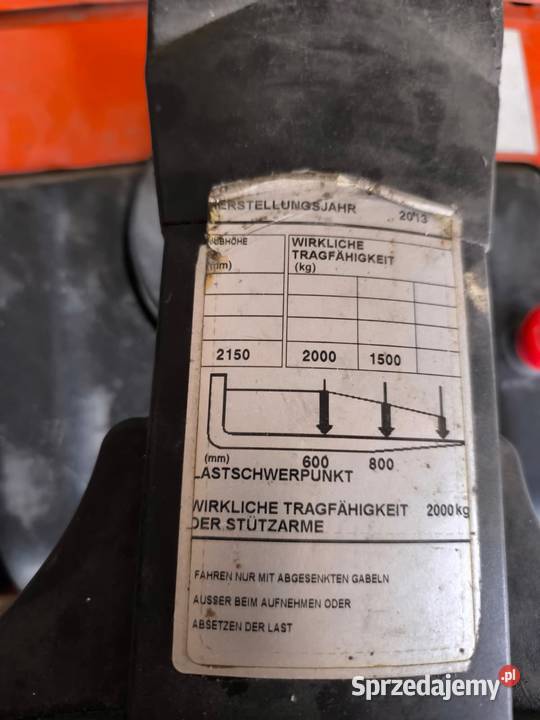 HERSTELLUNGSJAHR 2013
HUBHÖHE
(mm)
WIRKLICHE
TRAGFÄHIGKEIT
(kg)
2150 2000 1500
(mm) 600 800
LASTSCHWERPUNKT
WIRKLICHE TRAGFÄHIGKEIT 2000 kg
DER STÜTZARME
FAHREN NUR MIT ABGESENKTEN GABELN
AUSSER BEIM AUFNEHMEN ODER
ABSETZEN DER LAST
Sprzedajemy.pl